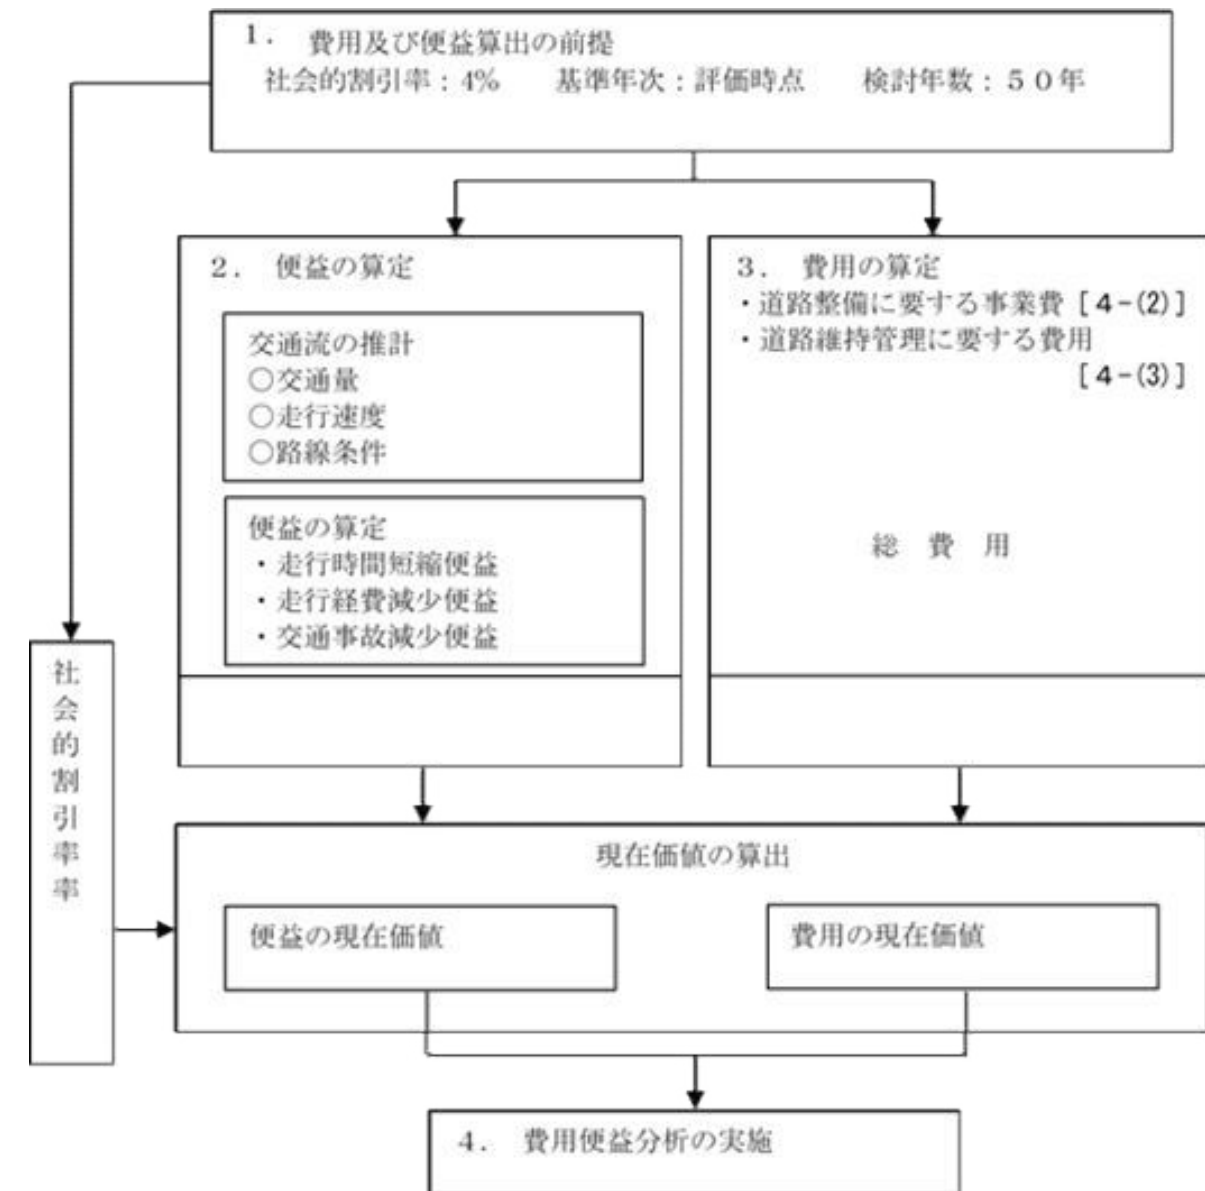 1. 費用及び便益算出の前提
社会的割引率：4%　基準年次：評価時点　検討年数：５０年
２. 便益の算定
交通流の推計
○交通量
○走行速度
○路線条件
便益の算定
・走行時間短縮便益
・走行経費減少便益
・交通事故減少便益
３. 費用の算定
・道路整備に要する事業費［4-(2)］
・道路維持管理に要する費用
［4-(3)］
総　費　用
社会的割引率率
現在価値の算出
便益の現在価値
費用の現在価値
４. 費用便益分析の実施